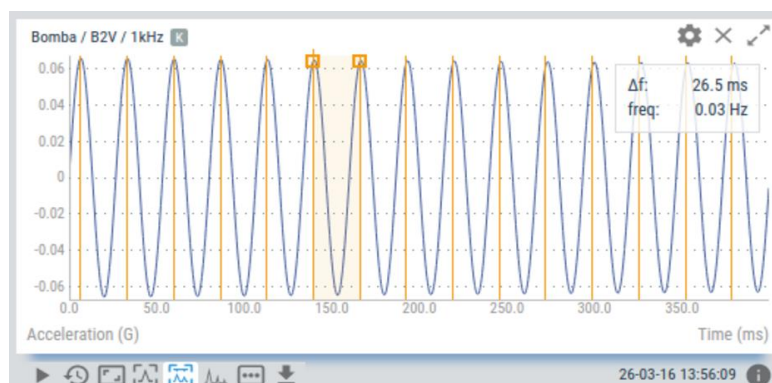 Bomba / B2V / 1kHz K
0.06
0.04
0.02
0
-0.02
-0.04
-0.06
Δf: 26.5 ms
freq: 0.03 Hz
0.0 50.0 100.0 150.0 200.0 250.0 300.0 350.0
Acceleration (G) Time (ms)
26-03-16 13:56:09